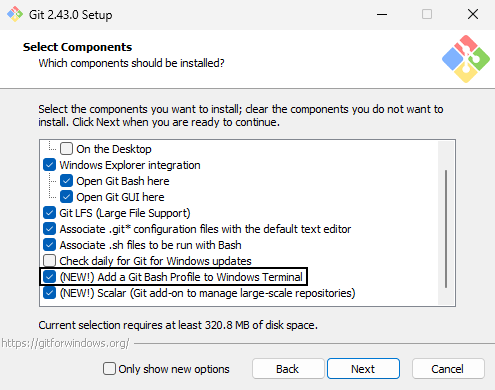 Git 2.43.0 Setup
Select Components
Which components should be installed?
Select the components you want to install; clear the components you do not want to
install. Click Next when you are ready to continue.
On the Desktop
Windows Explorer integration
Open Git Bash here
Open Git GUI here
Git LFS (Large File Support)
Associate .git* configuration files with the default text editor
Associate .sh files to be run with Bash
Check daily for Git for Windows updates
(NEW!) Add a Git Bash Profile to Windows Terminal
(NEW!) Scalar (Git add-on to manage large-scale repositories)
Current selection requires at least 320.8 MB of disk space.
https://gitforwindows.org/
Only show new options
Back
Next
Cancel